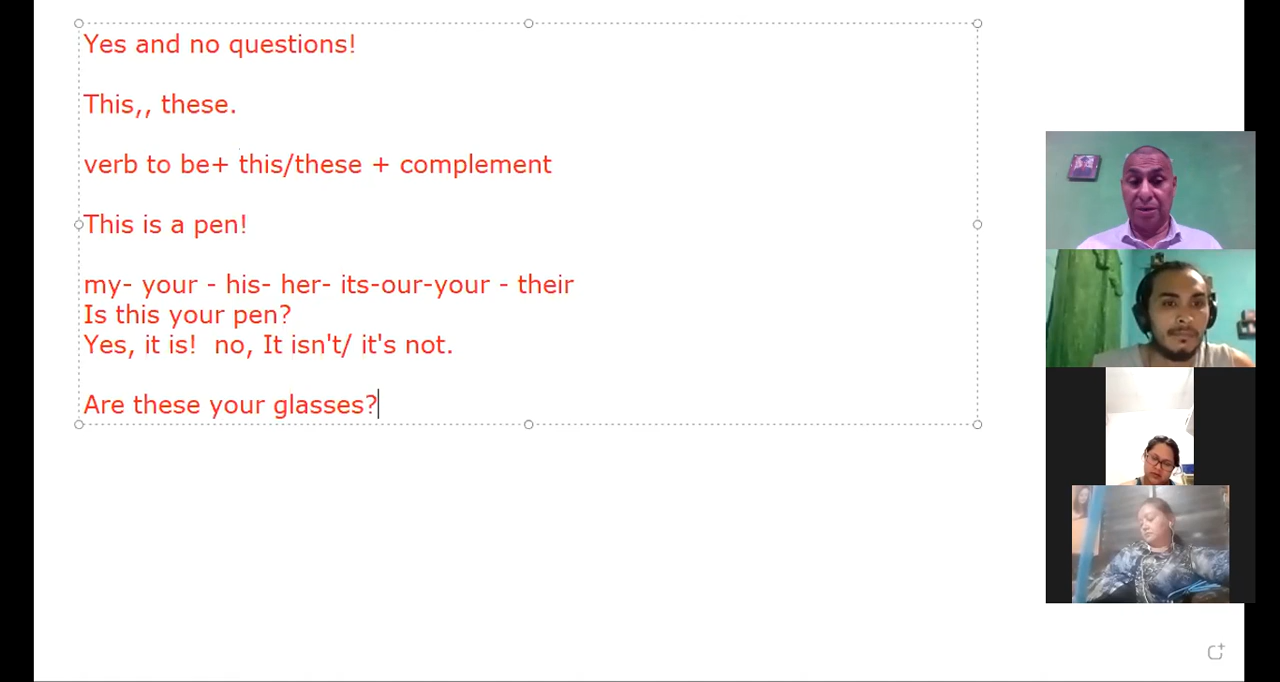 Yes and no questions!
This,, these.
verb to be+ this/these + complement
This is a pen!
my- your - his- her- its-our-your - their
Is this your pen?
Yes, it is!  no, It isn't/ it's not.
Are these your glasses?